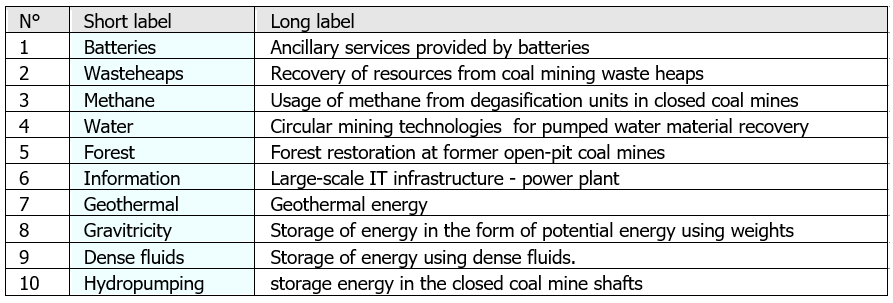 N° Short label Long label
1 Batteries Ancillary services provided by batteries
2 Wasteheaps Recovery of resources from coal mining waste heaps
3 Methane Usage of methane from degasification units in closed coal mines
4 Water Circular mining technologies  for pumped water material recovery
5 Forest Forest restoration at former open-pit coal mines
6 Information Large-scale IT infrastructure - power plant
7 Geothermal Geothermal energy
8 Gravitricity Storage of energy in the form of potential energy using weights
9 Dense fluids Storage of energy using dense fluids.
10 Hydropumping storage energy in the closed coal mine shafts